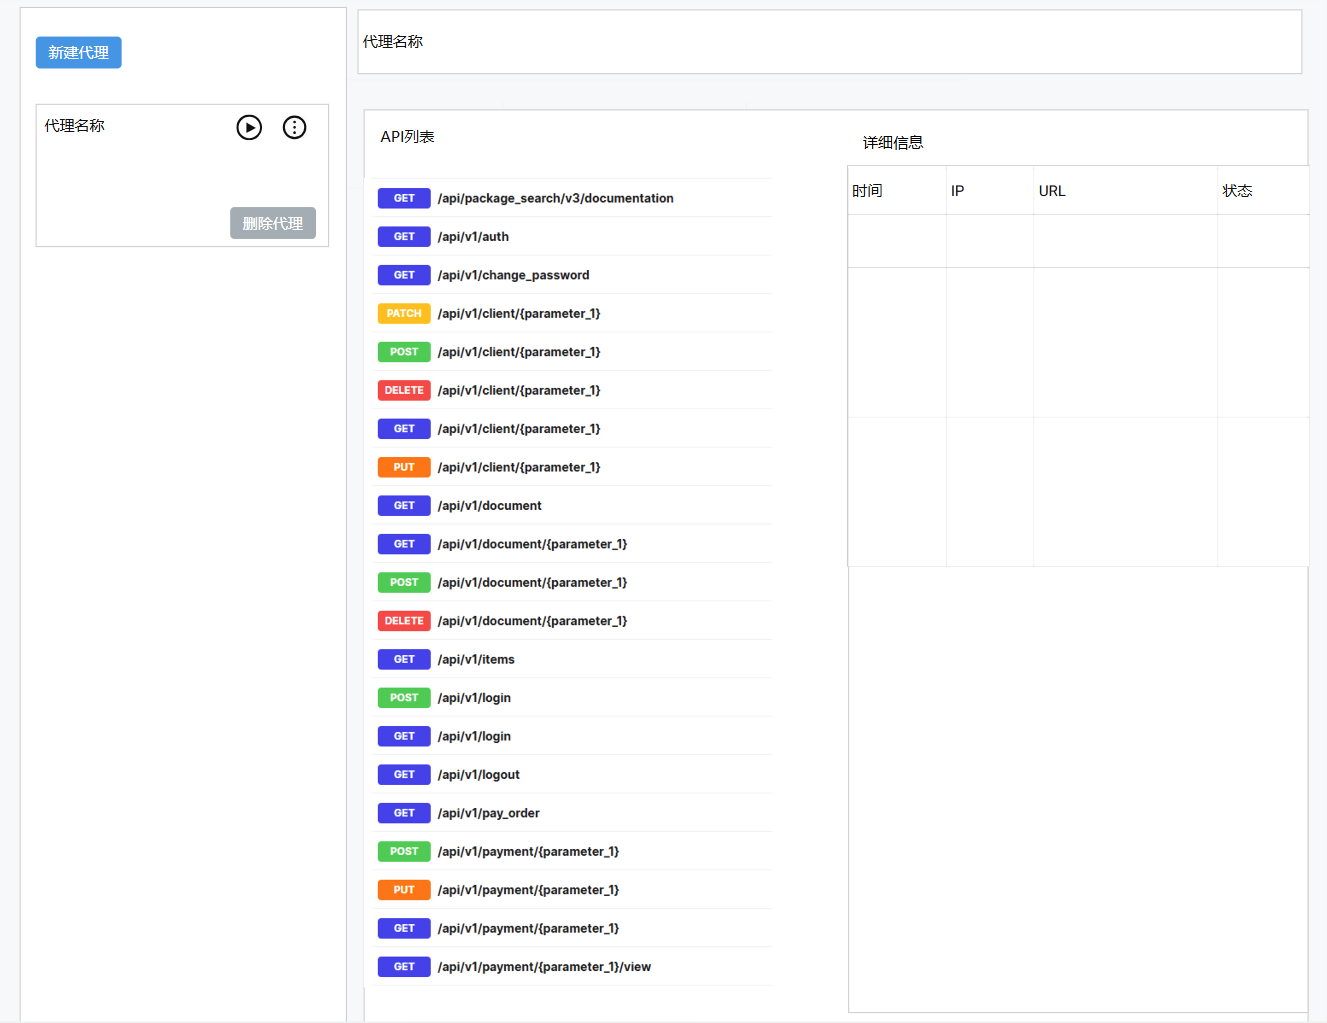 新建代理
代理名称
删除代理
代理名称
API列表
GET /api/package_search/v3/documentation
GET /api/v1/auth
GET /api/v1/change_password
PATCH /api/v1/client/{parameter_1}
POST /api/v1/client/{parameter_1}
DELETE /api/v1/client/{parameter_1}
GET /api/v1/client/{parameter_1}
PUT /api/v1/client/{parameter_1}
GET /api/v1/document
GET /api/v1/document/{parameter_1}
POST /api/v1/document/{parameter_1}
DELETE /api/v1/document/{parameter_1}
GET /api/v1/items
POST /api/v1/login
GET /api/v1/login
GET /api/v1/logout
GET /api/v1/pay_order
POST /api/v1/payment/{parameter_1}
PUT /api/v1/payment/{parameter_1}
GET /api/v1/payment/{parameter_1}
GET /api/v1/payment/{parameter_1}/view
详细信息
时间 IP URL 状态